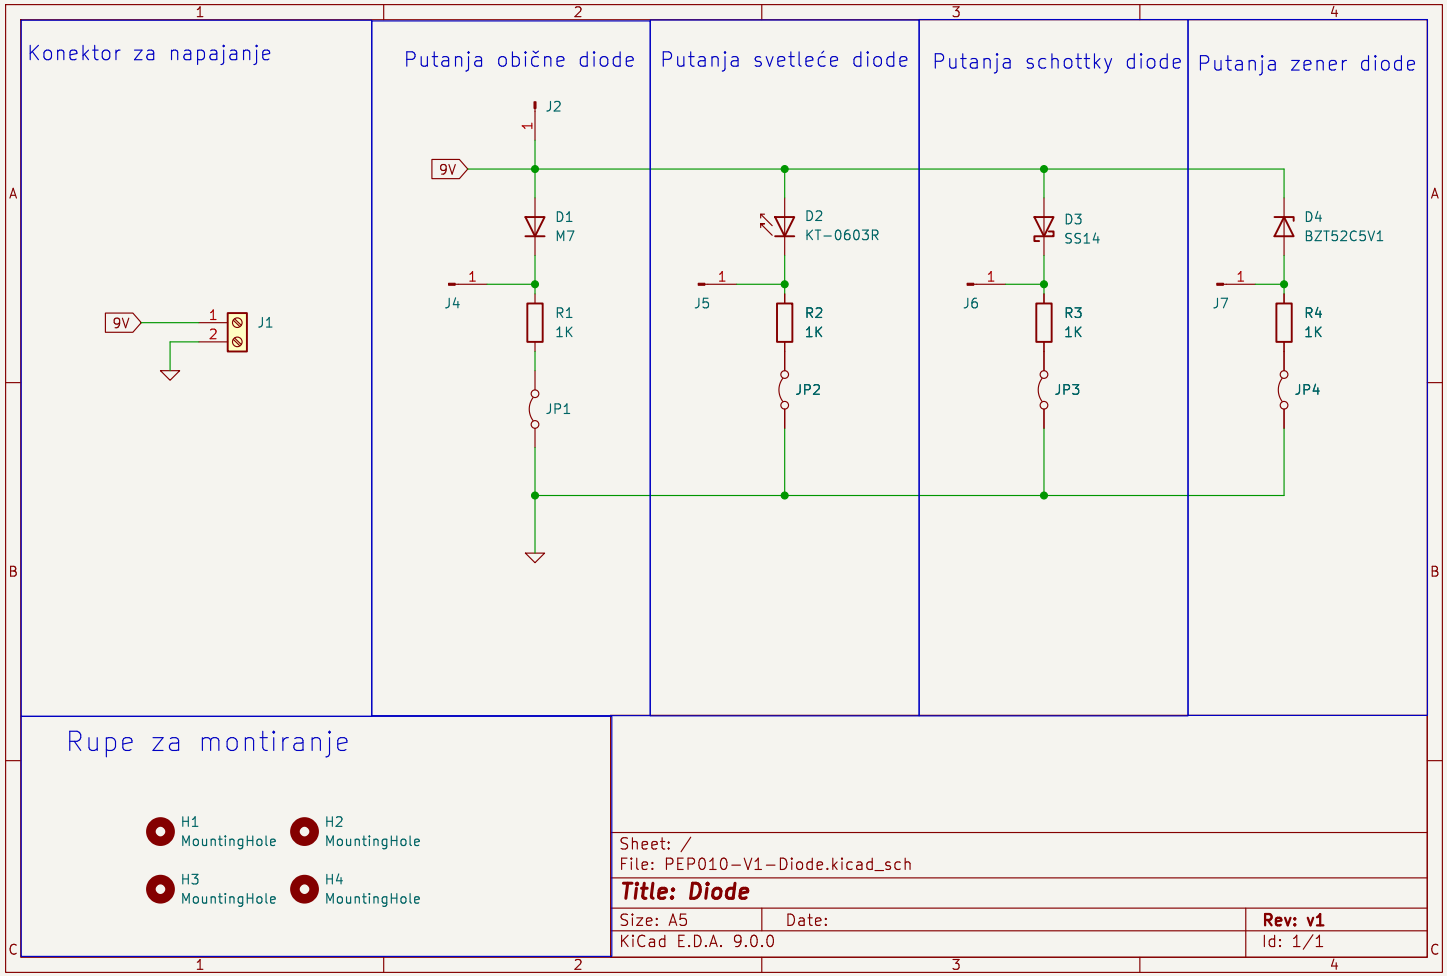 1 2 3 4
Konektor za napajanje
Putanja obične diode
Putanja svetleće diode
Putanja schottky diode
Putanja zener diode
J2
1
9V
A A
D1
M7
D2
KT-0603R
D3
SS14
D4
BZT52C5V1
1
J4
1
J5
1
J6
1
J7
9V
1
2
J1
R1
1K
R2
1K
R3
1K
R4
1K
JP1
JP2
JP3
JP4
B B
Rupe za montiranje
H1
MountingHole
H2
MountingHole
H3
MountingHole
H4
MountingHole
Sheet: /
File: PEP010-V1-Diode.kicad_sch
Title: Diode
Size: A5 Date: Rev: v1
KiCad E.D.A. 9.0.0 Id: 1/1
C C
1 2 3 4